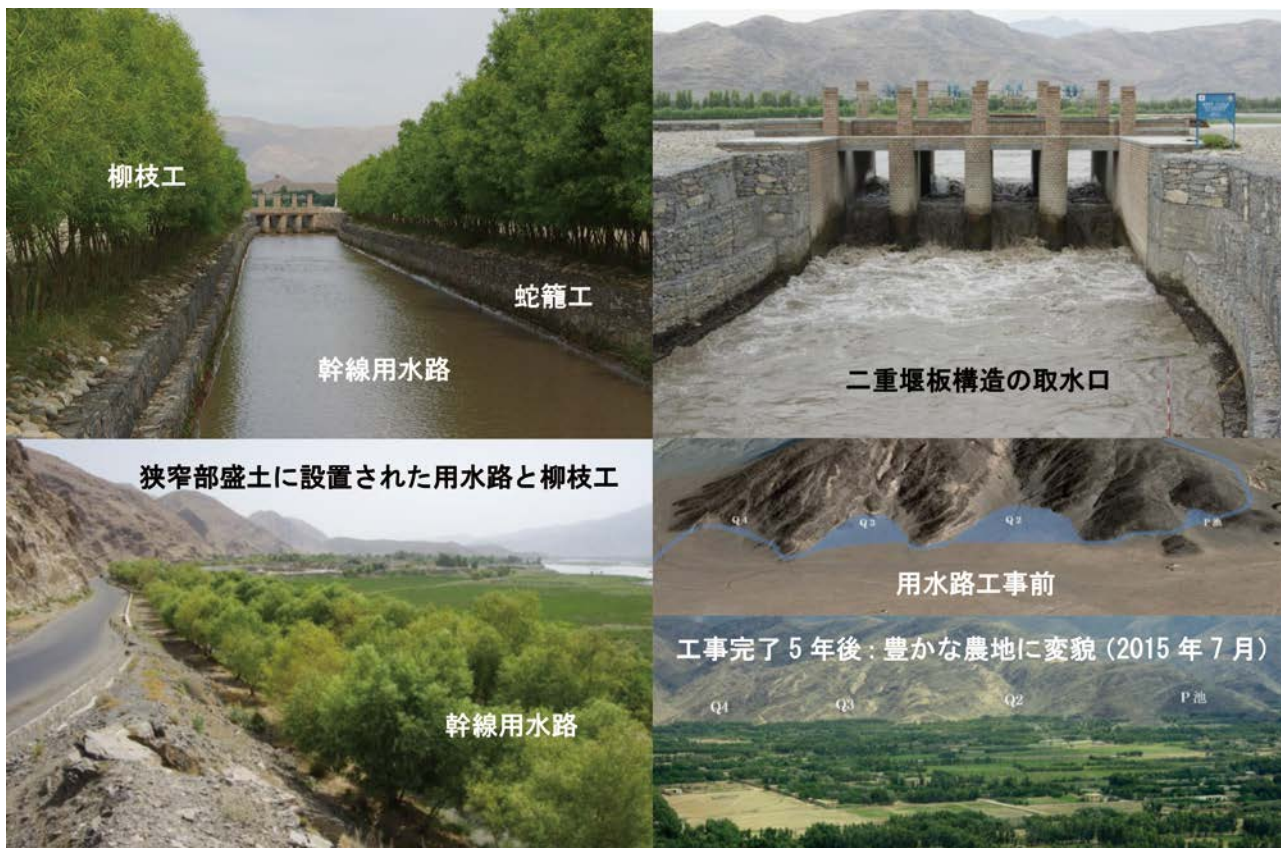 柳枝工
蛇籠工
幹線用水路
二重堰板構造の取水口
狭窄部盛土に設置された用水路と柳枝工
幹線用水路
Q4
Q3
Q2
P池
用水路工事前
工事完了5年後:豊かな農地に変貌(2015年7月)
Q4
Q3
Q2
P池